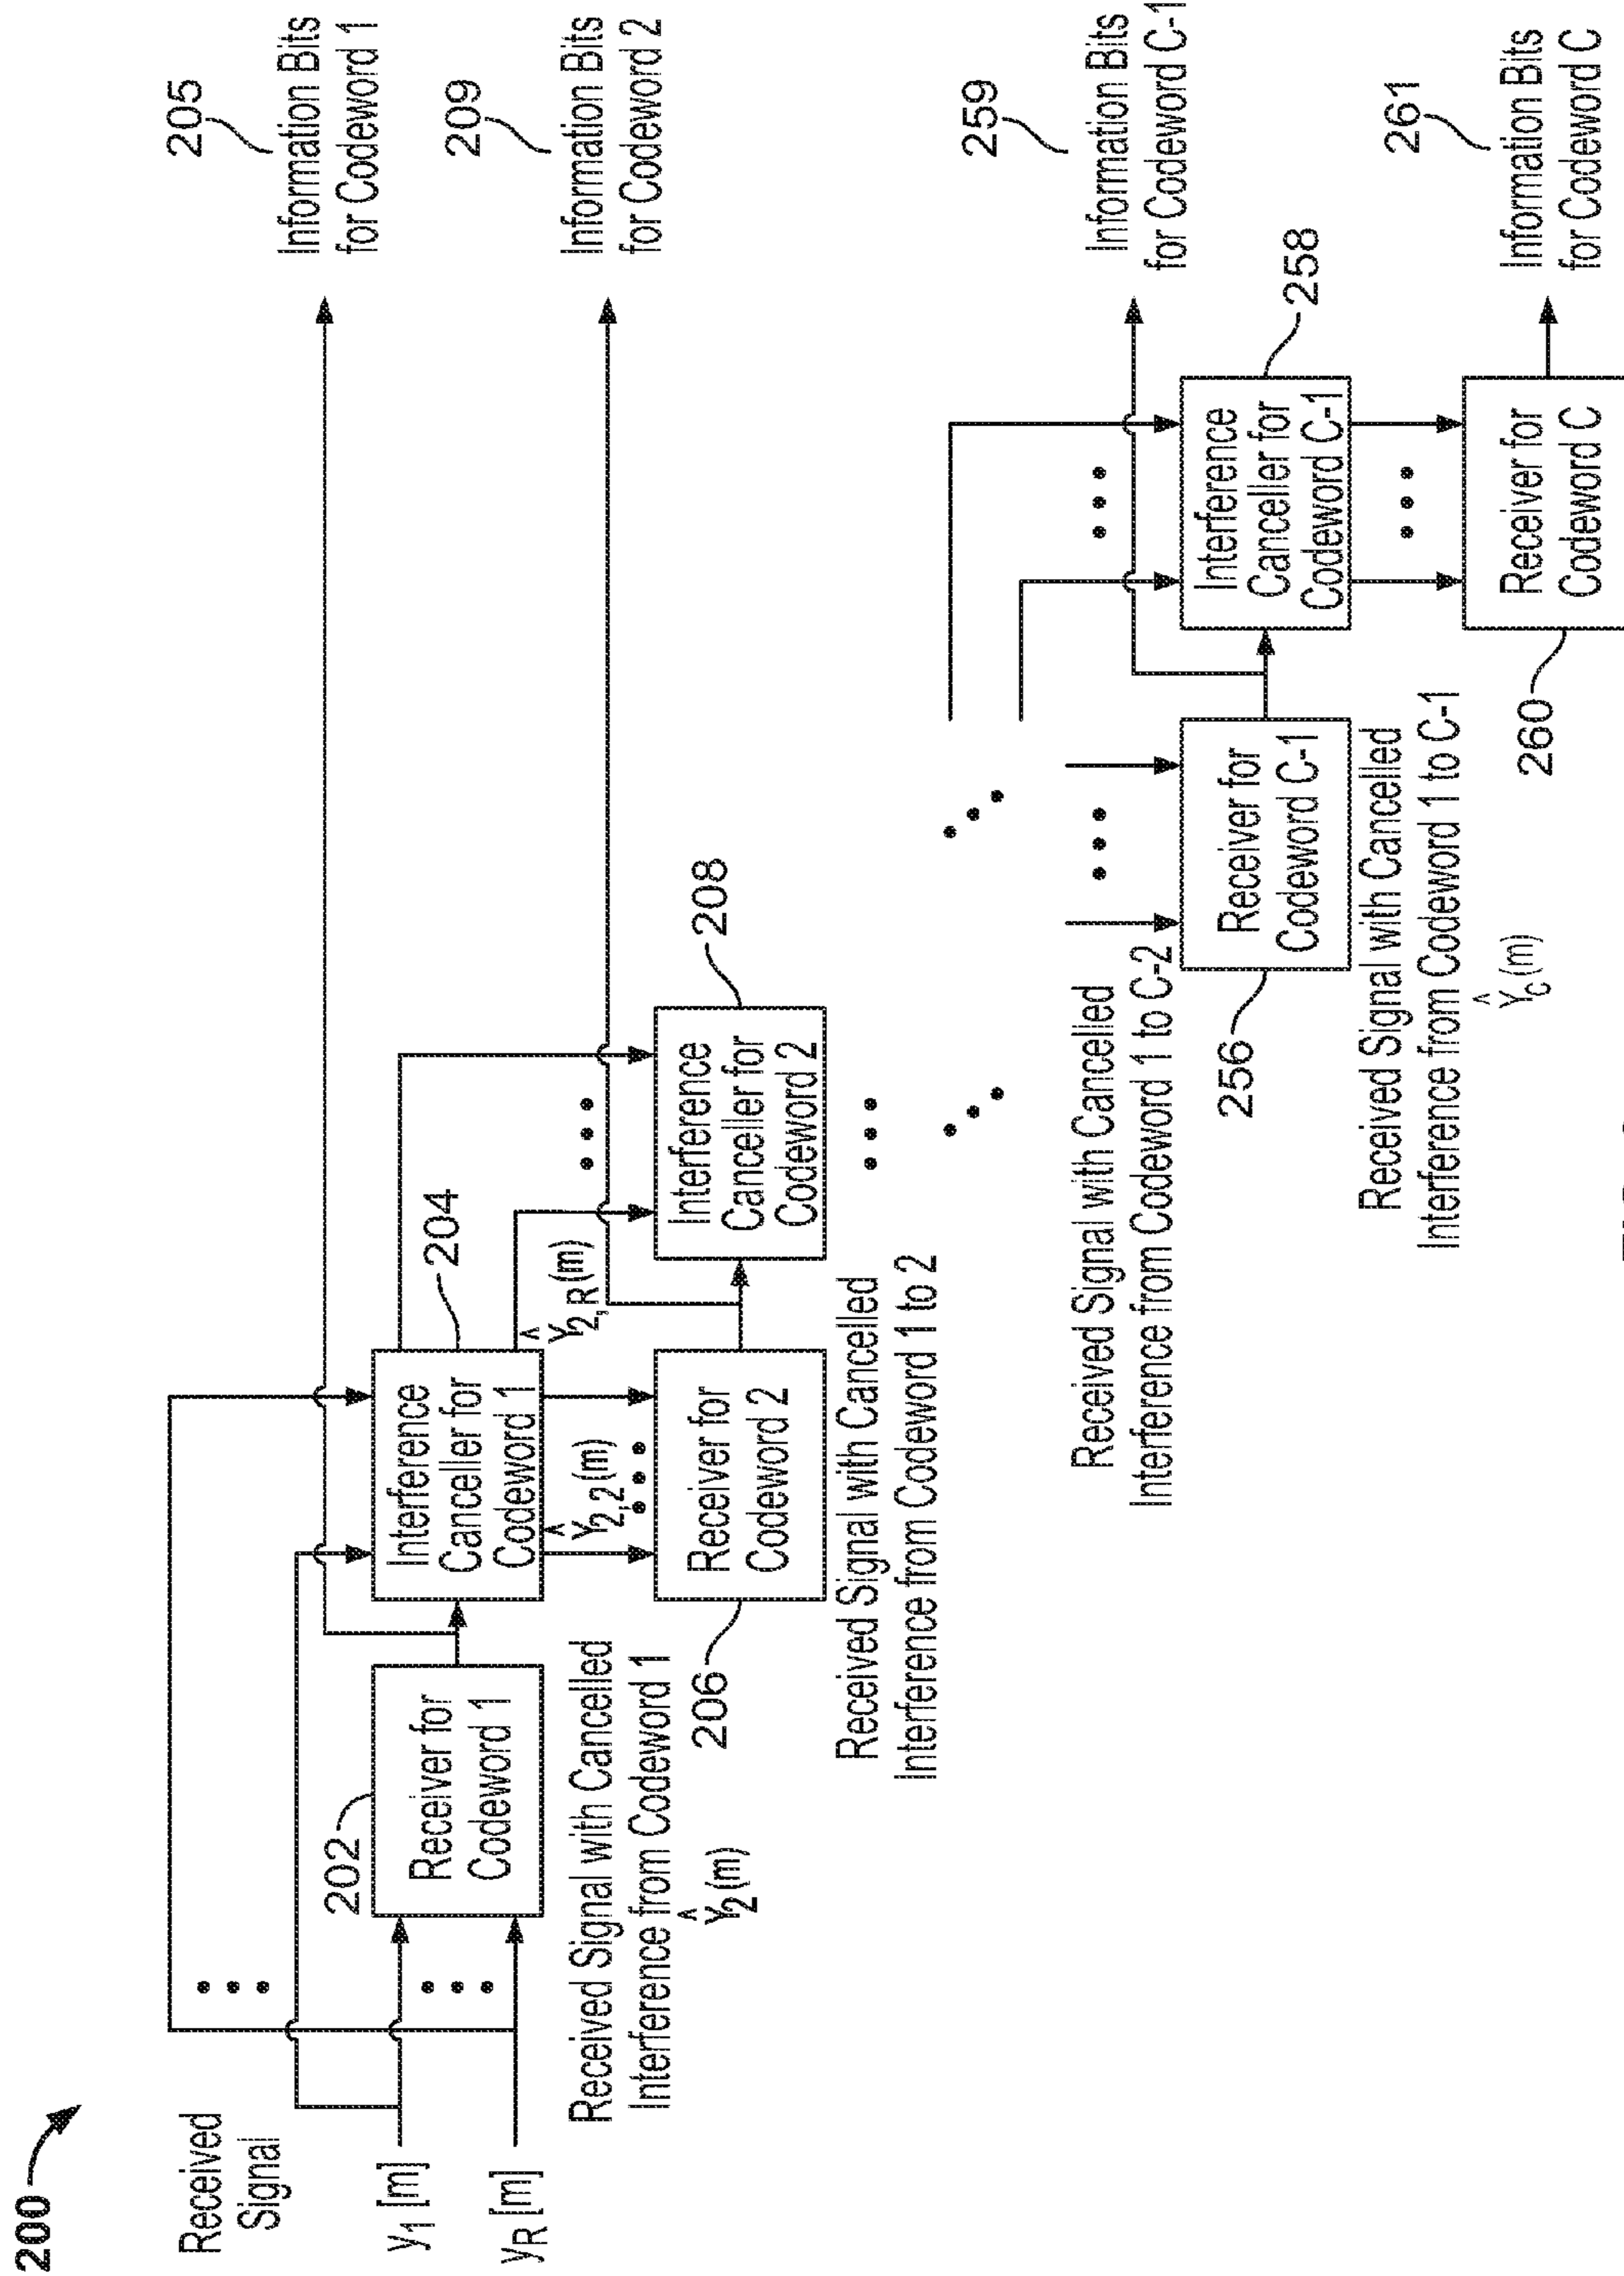 200
Received
Signal
y1 [m]
yR [m]
202
Receiver for
Codeword 1
Received Signal with Cancelled
Interference from Codeword 1
Ŷ2 (m)
204
Interference
Canceller for
Codeword 1
Ŷ2,2 (m)
Ŷ2,R (m)
205
Information Bits
for Codeword 1
206
Receiver for
Codeword 2
Received Signal with Cancelled
Interference from Codeword 1 to 2
208
Interference
Canceller for
Codeword 2
209
Information Bits
for Codeword 2
Received Signal with Cancelled
Interference from Codeword 1 to C-2
256
Receiver for
Codeword C-1
Received Signal with Cancelled
Interference from Codeword 1 to C-1
ŶC (m)
258
Interference
Canceller for
Codeword C-1
259
Information Bits
for Codeword C-1
260
Receiver for
Codeword C
261
Information Bits
for Codeword C